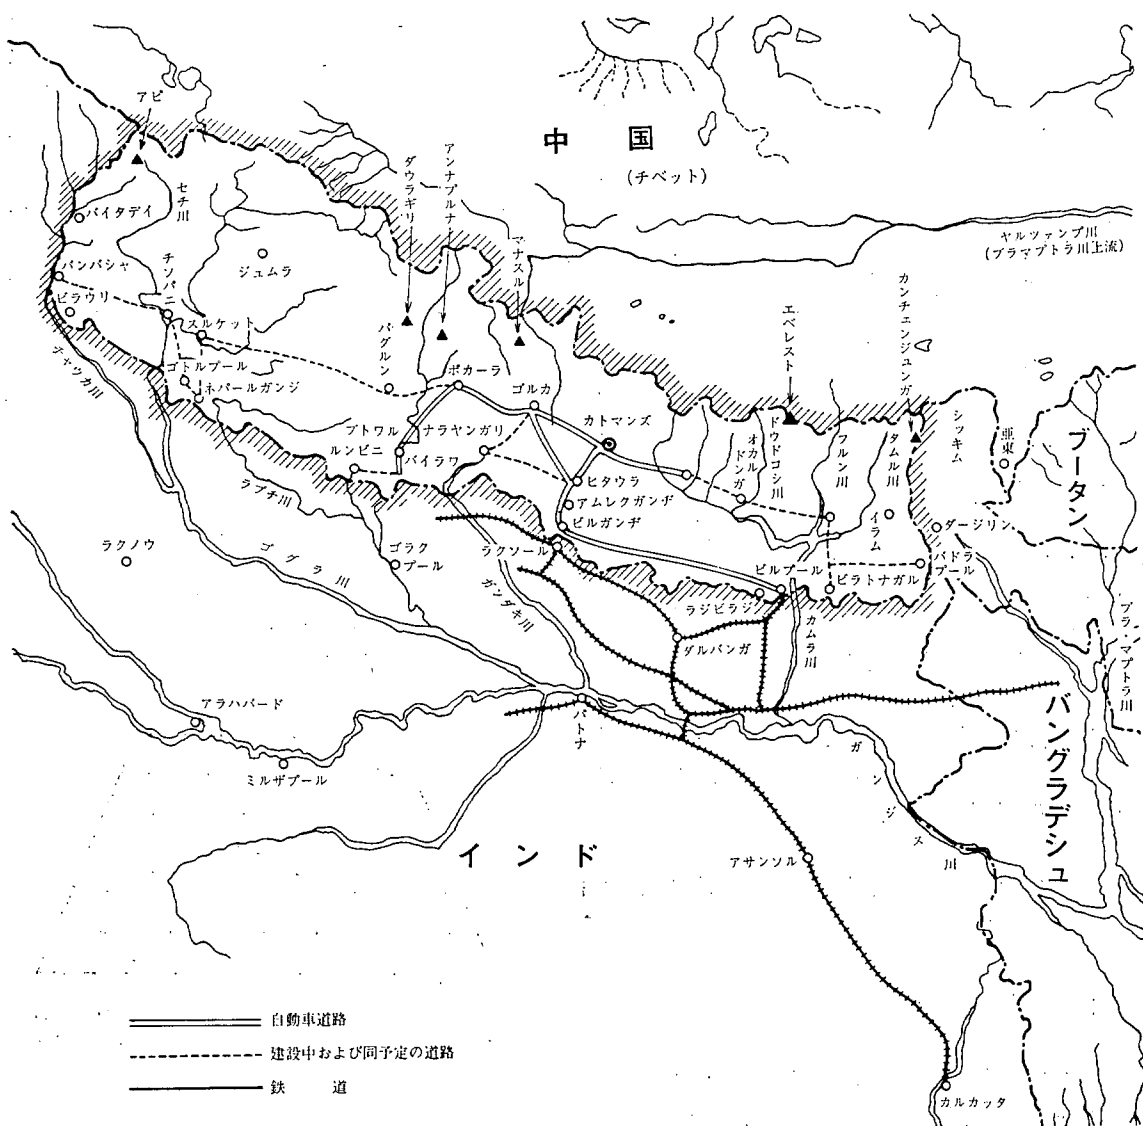 アピ
中国
(チベット)
アンナプルナ
ダウラギリ
セチ川
バイタデイ
マナスル
ヤルツァンプ川
(ブラマプトラ川上流)
チソパニ
ジュムラ
バンバシャ
ビラウリ
スルケット
カンチェンジュンガ
エベレスト
バグルン
チャウカ川
ゴトルプール
ネパールガンジ
ポカーラ
ゴルカ
カトマンズ
シッキム
亜東
ブータン
ブトワル
ナラヤンガリ
ルンビニ
バイラワ
オカルドンガ
ドウドコシ川
フルン川
タムル川
ヒタウラ
アムレクガンヂ
ビルガンヂ
ラプチ川
イラム
ダージリン
ラクノウ
ゴグラ川
ゴラク
プール
ラクソール
ガンダキ川
ビルプール
ビラトナガル
バドラ
プール
ラジビラジ
カムラ川
ダルバンガ
ブラ・マプトラ川
アラハバード
パトナ
バングラデシュ
ミルザプール
ガンジス川
インド
アサンソル
自動車道路
建設中および同予定の道路
鉄道
カルカッタ